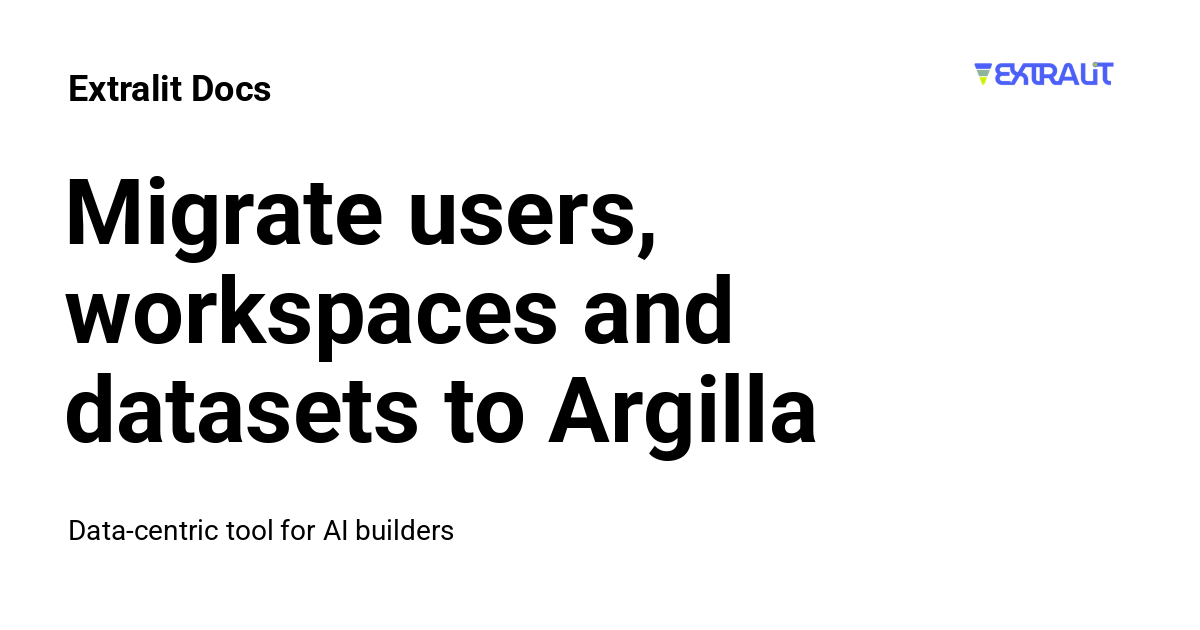 Extralit Docs
EXTRALIT
Migrate users,
workspaces and
datasets to Argilla
Data-centric tool for AI builders